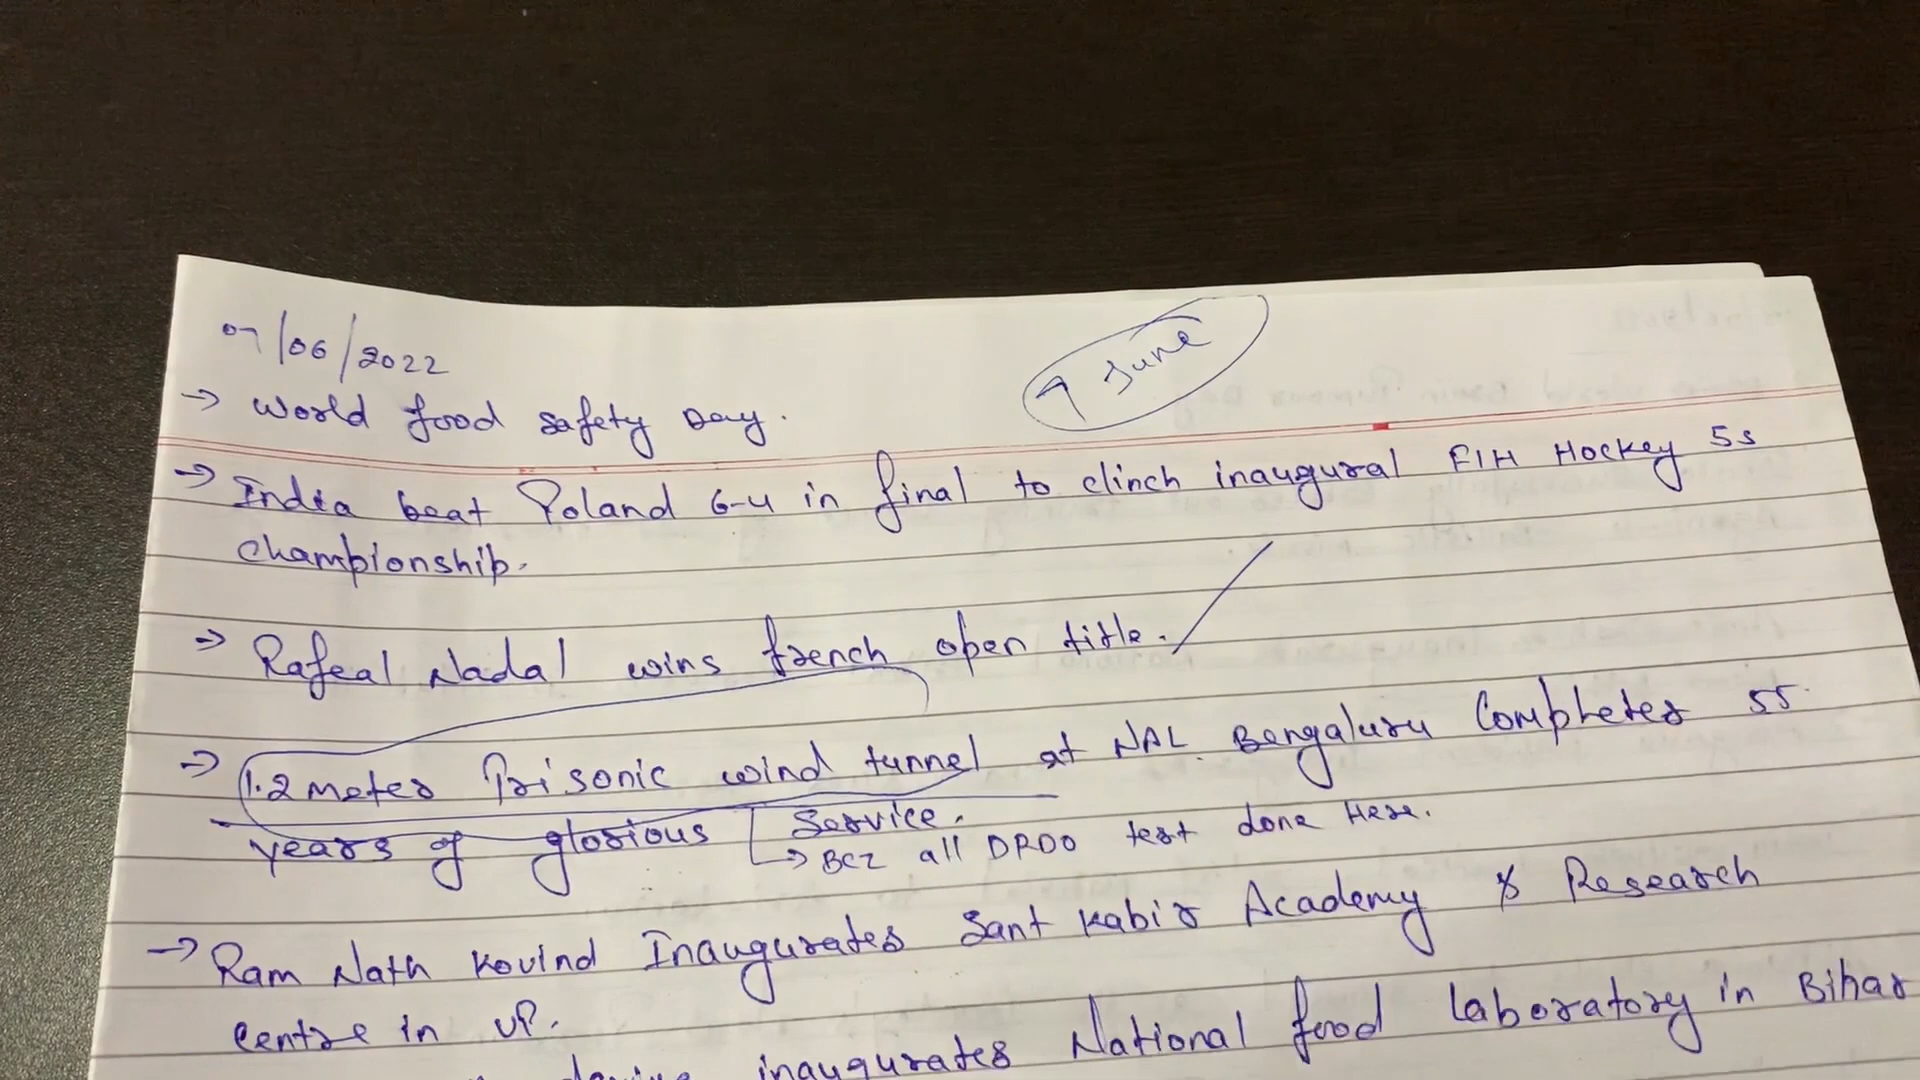 07/06/2022
7 June
→ World food safety Day.
→ India beat Poland 6-4 in final to clinch inaugural FIH Hockey 5s
championship.
→ Rafeal Nadal wins french open title.
→ 1.2 meter Trisonic wind tunnel at NAL Bengaluru Completes 55
years of glorious service.
→ BCZ all DRDO test done Here.
→ Ram Nath Kovind Inaugurates Sant Kabir Academy & Research
Centre in UP.
inaugurates National food laboratory in Bihar